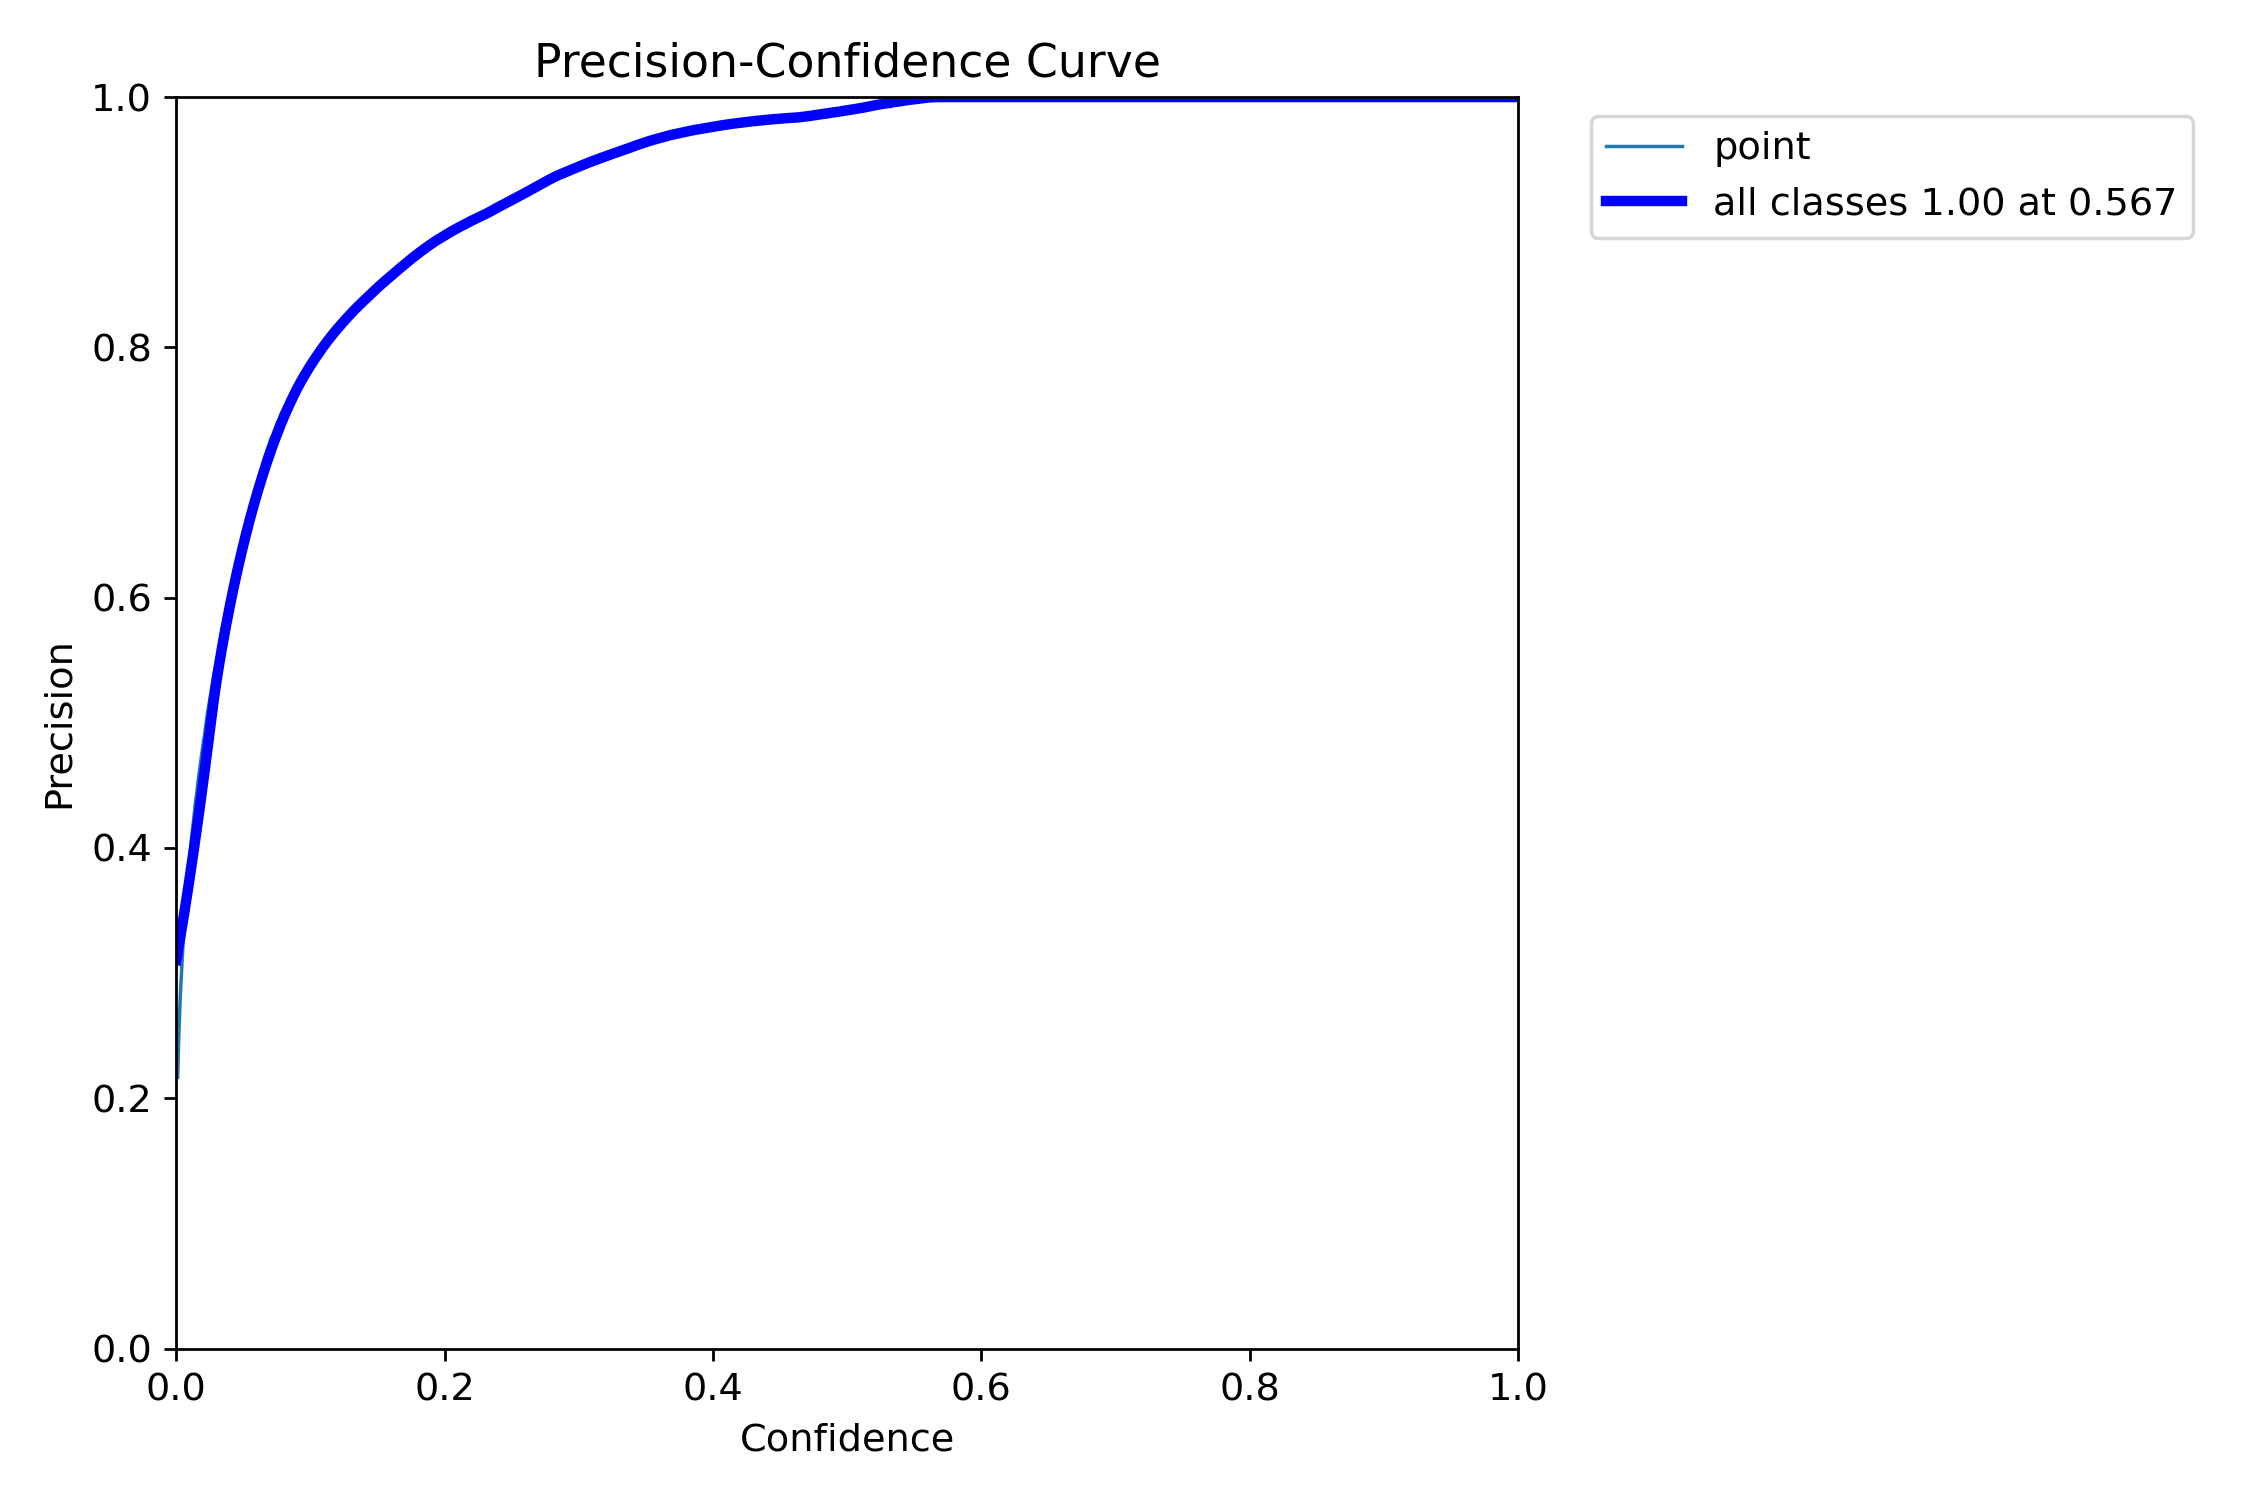 Precision-Confidence Curve
1.0
0.8
0.6
0.4
0.2
0.0
Precision
0.0 0.2 0.4 0.6 0.8 1.0
Confidence
point
all classes 1.00 at 0.567